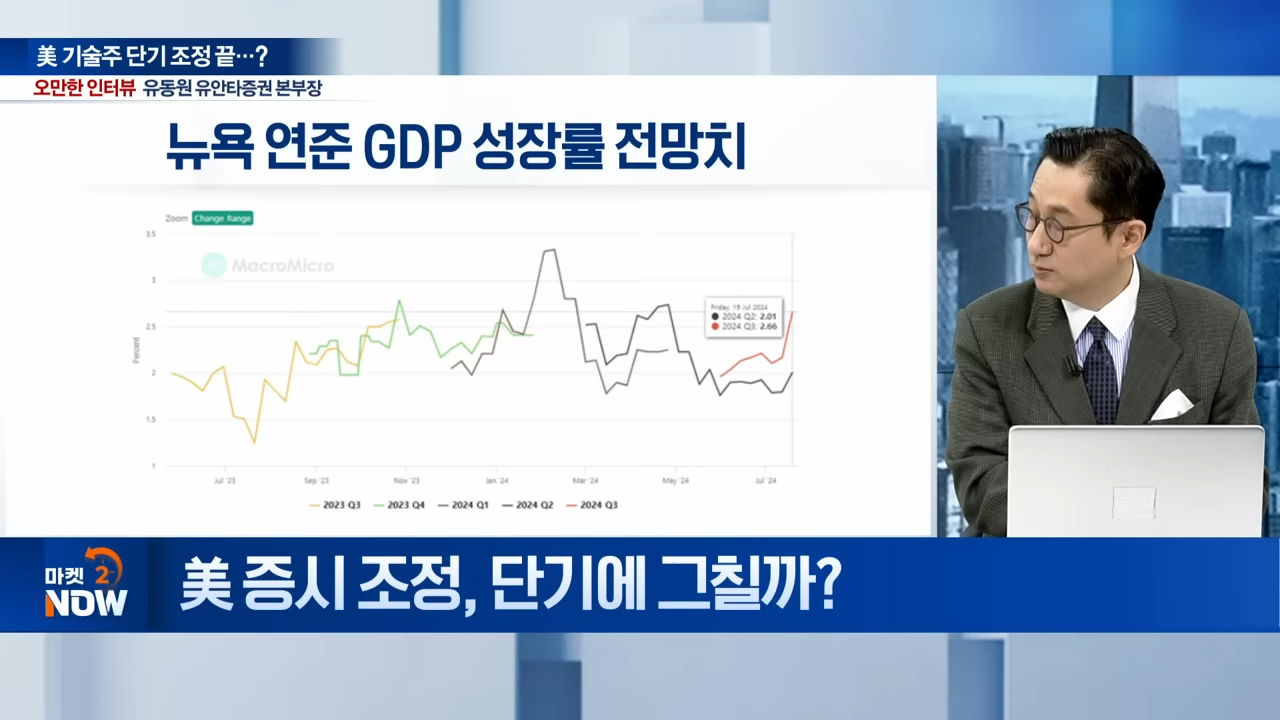 美 기술주 단기 조정 끝…?
오만한 인터뷰 유동원 유안타증권 본부장
뉴욕 연준 GDP 성장률 전망치
Zoom Change Range
MacroMicro
3.5
3
2.5
2
1.5
1
Percent
Friday, 19 Jul 2024
2024 Q2: 2.01
2024 Q3: 2.66
Jul '23 Sep '23 Nov '23 Jan '24 Mar '24 May '24 Jul '24
2023 Q3 2023 Q4 2024 Q1 2024 Q2 2024 Q3
마켓 2
NOW
美 증시 조정, 단기에 그칠까?